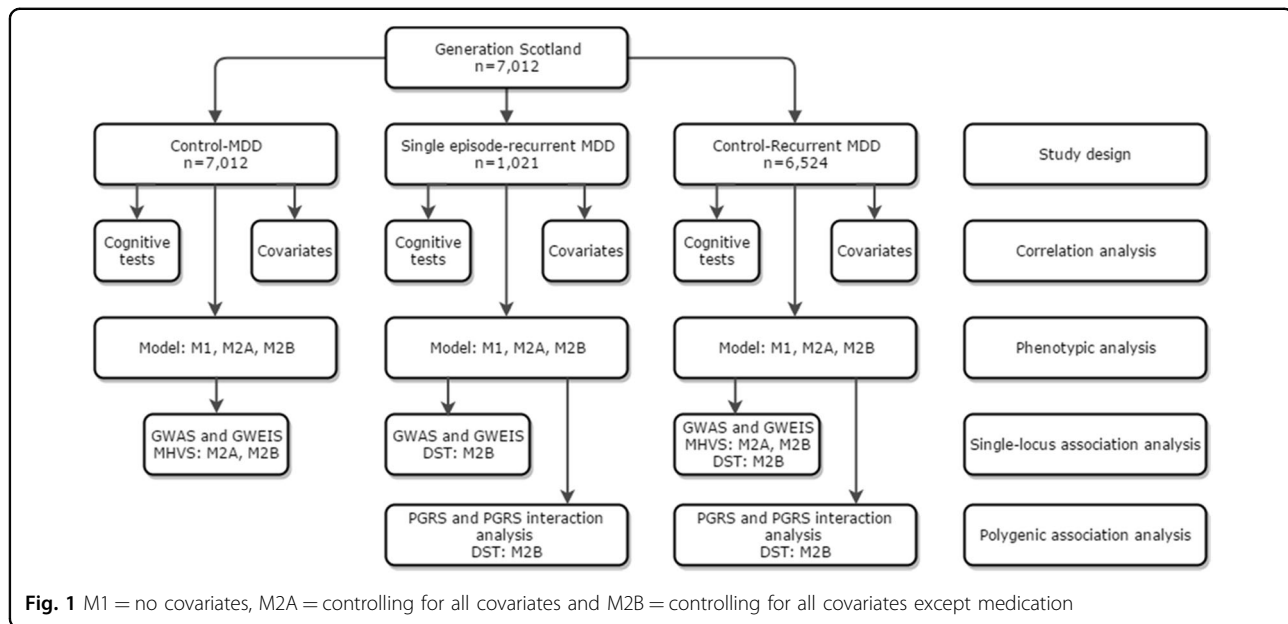 Generation Scotland
n=7,012
Control-MDD
n=7,012
Single episode-recurrent MDD
n=1,021
Control-Recurrent MDD
n=6,524
Study design
Cognitive
tests
Covariates
Cognitive
tests
Covariates
Cognitive
tests
Covariates
Correlation analysis
Model: M1, M2A, M2B
Model: M1, M2A, M2B
Model: M1, M2A, M2B
Phenotypic analysis
GWAS and GWEIS
MHVS: M2A, M2B
GWAS and GWEIS
DST: M2B
GWAS and GWEIS
MHVS: M2A, M2B
DST: M2B
Single-locus association analysis
PGRS and PGRS interaction
analysis
DST: M2B
PGRS and PGRS interaction
analysis
DST: M2B
Polygenic association analysis
Fig. 1 M1 = no covariates, M2A = controlling for all covariates and M2B = controlling for all covariates except medication